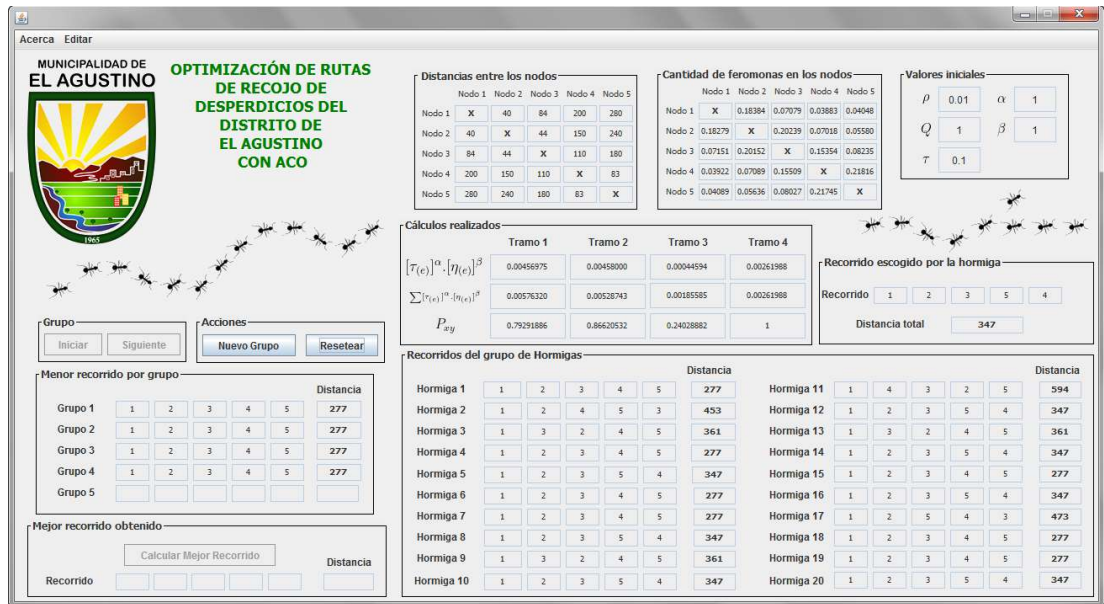 Acerca Editar
MUNICIPALIDAD DE
EL AGUSTINO
1965
OPTIMIZACIÓN DE RUTAS
DE RECOJO DE
DESPERDICIOS DEL
DISTRITO DE
EL AGUSTINO
CON ACO
Distancias entre los nodos
Nodo 1 Nodo 2 Nodo 3 Nodo 4 Nodo 5
Nodo 1 X 40 84 200 280
Nodo 2 40 X 44 150 240
Nodo 3 84 44 X 110 180
Nodo 4 200 150 110 X 83
Nodo 5 280 240 180 83 X
Cantidad de feromonas en los nodos
Nodo 1 Nodo 2 Nodo 3 Nodo 4 Nodo 5
Nodo 1 X 0.18384 0.07079 0.03883 0.04048
Nodo 2 0.18279 X 0.20239 0.07018 0.05580
Nodo 3 0.07151 0.20152 X 0.15354 0.08235
Nodo 4 0.03922 0.07089 0.15509 X 0.21816
Nodo 5 0.04089 0.05636 0.08027 0.21745 X
Valores iniciales
ρ 0.01 α 1
Q 1 β 1
τ 0.1
Cálculos realizados
Tramo 1 Tramo 2 Tramo 3 Tramo 4
[τ(e)]^α.[η(e)]^β 0.00456975 0.00458000 0.00044594 0.00261988
∑[τ(e)]^α.[η(e)]^β 0.00576320 0.00528743 0.00185585 0.00261988
Pxy 0.79291886 0.86620532 0.24028882 1
Recorrido escogido por la hormiga
Recorrido 1 2 3 5 4
Distancia total 347
Grupo
Iniciar Siguiente
Acciones
Nuevo Grupo Resetear
Menor recorrido por grupo
Distancia
Grupo 1 1 2 3 4 5 277
Grupo 2 1 2 3 4 5 277
Grupo 3 1 2 3 4 5 277
Grupo 4 1 2 3 4 5 277
Grupo 5
Mejor recorrido obtenido
Calcular Mejor Recorrido
Distancia
Recorrido
Recorridos del grupo de Hormigas
Distancia
Hormiga 1 1 2 3 4 5 277
Hormiga 2 1 2 4 5 3 453
Hormiga 3 1 3 2 4 5 361
Hormiga 4 1 2 3 4 5 277
Hormiga 5 1 2 3 5 4 347
Hormiga 6 1 2 3 4 5 277
Hormiga 7 1 2 3 4 5 277
Hormiga 8 1 2 3 5 4 347
Hormiga 9 1 3 2 4 5 361
Hormiga 10 1 2 3 5 4 347
Distancia
Hormiga 11 1 4 3 2 5 594
Hormiga 12 1 2 3 5 4 347
Hormiga 13 1 3 2 4 5 361
Hormiga 14 1 2 3 5 4 347
Hormiga 15 1 2 3 4 5 277
Hormiga 16 1 2 3 5 4 347
Hormiga 17 1 2 5 4 3 473
Hormiga 18 1 2 3 4 5 277
Hormiga 19 1 2 3 4 5 277
Hormiga 20 1 2 3 5 4 347